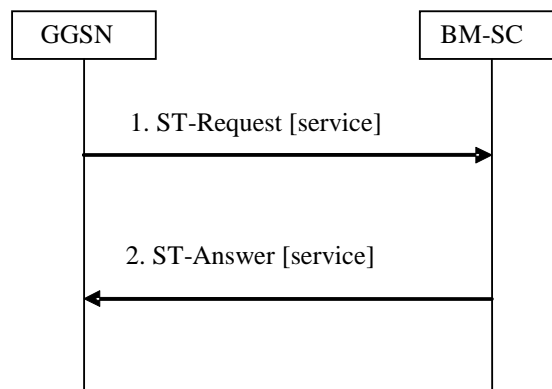 GGSN
BM-SC
1. ST-Request [service]
2. ST-Answer [service]